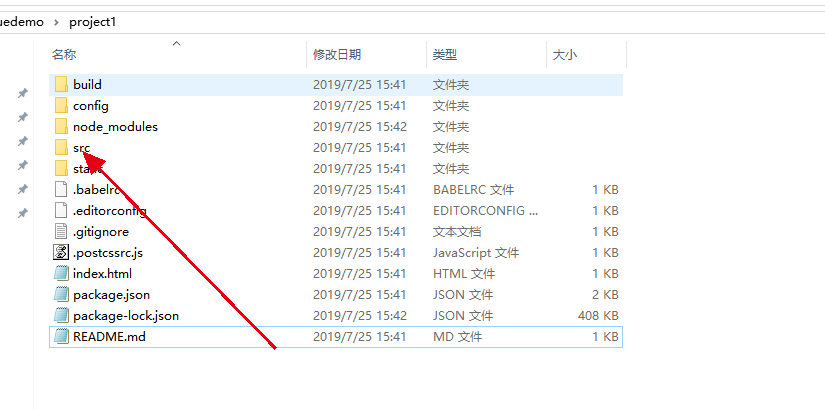 uedemo > project1
名称 修改日期 类型 大小
build 2019/7/25 15:41 文件夹
config 2019/7/25 15:41 文件夹
node_modules 2019/7/25 15:42 文件夹
src 2019/7/25 15:41 文件夹
2019/7/25 15:41 文件夹
.babelrc 2019/7/25 15:41 BABELRC 文件 1 KB
.editorconfig 2019/7/25 15:41 EDITORCONFIG ... 1 KB
.gitignore 2019/7/25 15:41 文本文档 1 KB
.postcssrc.js 2019/7/25 15:41 JavaScript 文件 1 KB
index.html 2019/7/25 15:41 HTML 文件 1 KB
package.json 2019/7/25 15:41 JSON 文件 2 KB
package-lock.json 2019/7/25 15:42 JSON 文件 408 KB
README.md 2019/7/25 15:41 MD 文件 1 KB